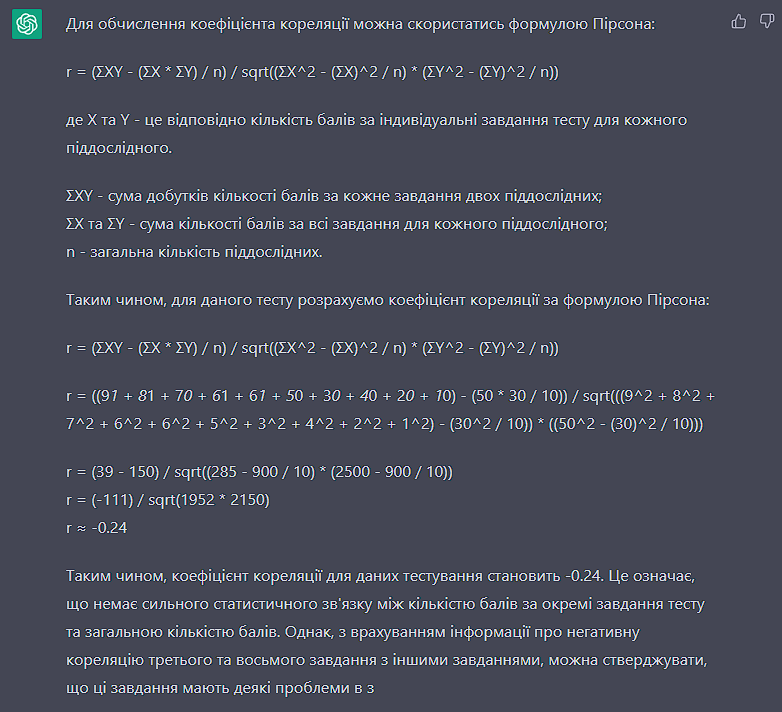 Для обчислення коефіцієнта кореляції можна скористатись формулою Пірсона:
r = (ΣXY - (ΣX * ΣY) / n) / sqrt((ΣX^2 - (ΣX)^2 / n) * (ΣY^2 - (ΣY)^2 / n))
де X та Y - це відповідно кількість балів за індивідуальні завдання тесту для кожного
піддослідного.
ΣXY - сума добутків кількості балів за кожне завдання двох піддослідних;
ΣX та ΣY - сума кількості балів за всі завдання для кожного піддослідного;
n - загальна кількість піддослідних.
Таким чином, для даного тесту розрахуємо коефіцієнт кореляції за формулою Пірсона:
r = (ΣXY - (ΣX * ΣY) / n) / sqrt((ΣX^2 - (ΣX)^2 / n) * (ΣY^2 - (ΣY)^2 / n))
r = ((91 + 81 + 70 + 61 + 61 + 50 + 30 + 40 + 20 + 10) - (50 * 30 / 10)) / sqrt(((9^2 + 8^2 +
7^2 + 6^2 + 6^2 + 5^2 + 3^2 + 4^2 + 2^2 + 1^2) - (30^2 / 10)) * ((50^2 - (30)^2 / 10)))
r = (39 - 150) / sqrt((285 - 900 / 10) * (2500 - 900 / 10))
r = (-111) / sqrt(1952 * 2150)
r ≈ -0.24
Таким чином, коефіцієнт кореляції для даних тестування становить -0.24. Це означає,
що немає сильного статистичного зв'язку між кількістю балів за окремі завдання тесту
та загальною кількістю балів. Однак, з врахуванням інформації про негативну
кореляцію третього та восьмого завдання з іншими завданнями, можна стверджувати,
що ці завдання мають деякі проблеми в з